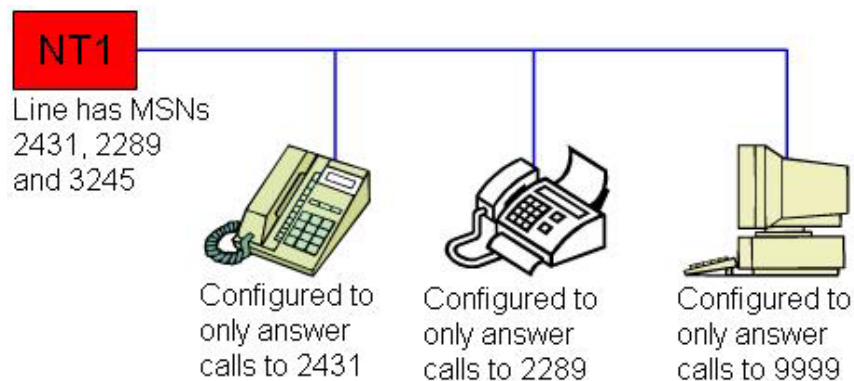 NT1
Line has MSNs
2431, 2289
and 3245
Configured to
only answer
calls to 2431
Configured to
only answer
calls to 2289
Configured to
only answer
calls to 9999